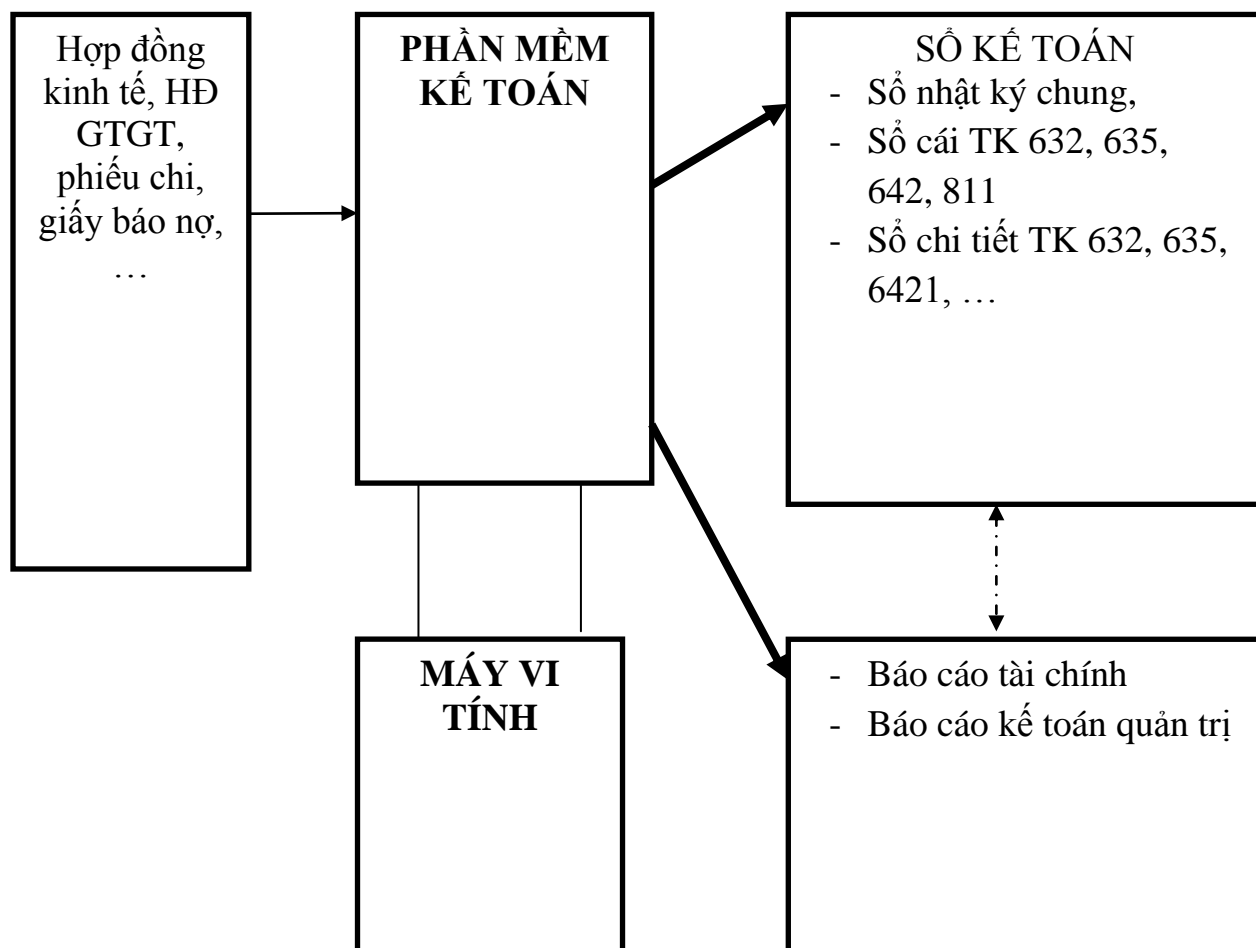 Hợp đồng
kinh tế, HĐ
GTGT,
phiếu chi,
giấy báo nợ,
…
PHẦN MỀM
KẾ TOÁN
SỔ KẾ TOÁN
- Sổ nhật ký chung,
- Sổ cái TK 632, 635,
642, 811
- Sổ chi tiết TK 632, 635,
6421, …
MÁY VI
TÍNH
- Báo cáo tài chính
- Báo cáo kế toán quản trị